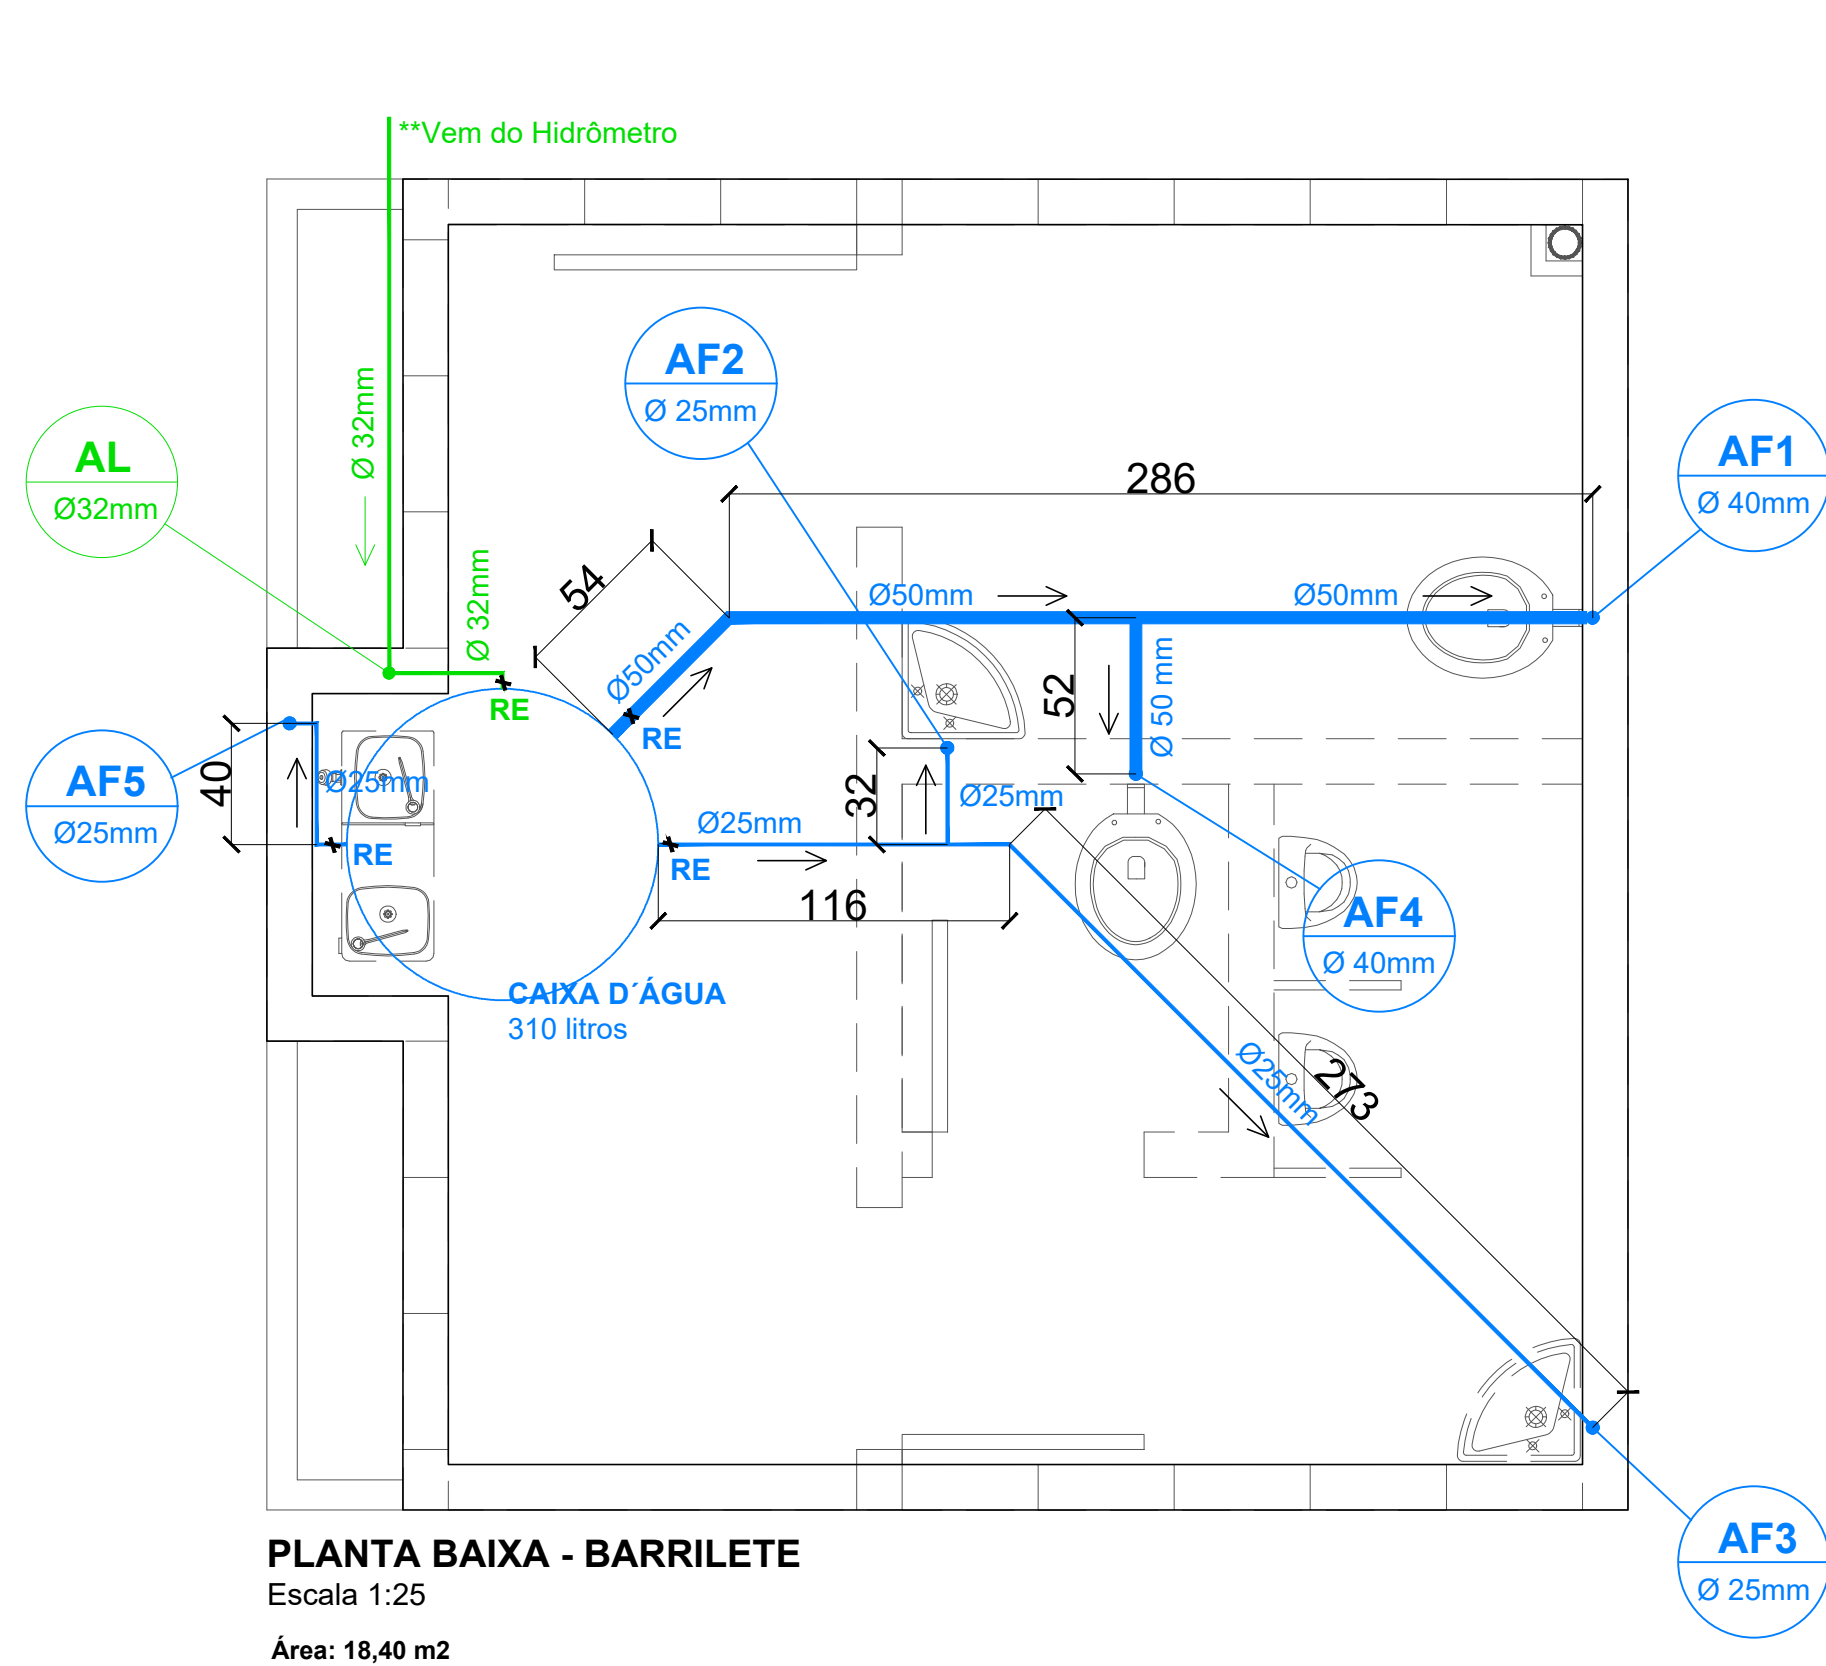 **Vem do Hidrômetro
AF2
Ø 25mm
AL
Ø32mm
Ø 32mm
Ø 32mm
RE
54
Ø50mm
RE
286
Ø50mm
Ø50mm
AF1
Ø 40mm
52
Ø 50 mm
AF5
Ø25mm
40
Ø25mm
RE
Ø25mm
RE
32
Ø25mm
116
AF4
Ø 40mm
CAIXA D´ÁGUA
310 litros
Ø25mm
273
AF3
Ø 25mm
PLANTA BAIXA - BARRILETE
Escala 1:25
Área: 18,40 m2